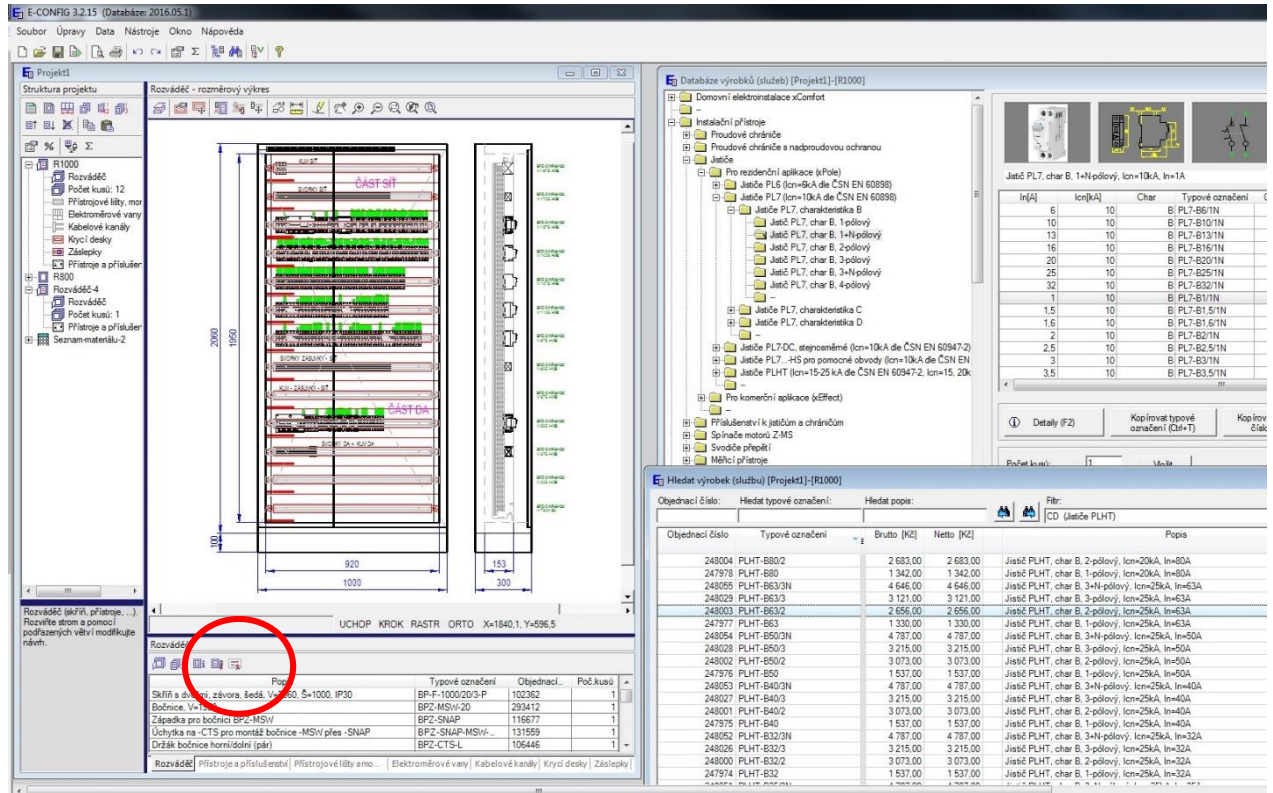 E-CONFIG 3.2.15 (Databáze: 2016.05.1)
Soubor Úpravy Data Nástroje Okno Nápověda
Projekt1
Struktura projektu
R1000
Rozváděč
Počet kusů: 12
Přístrojové lišty, mor
Elektroměrové vany
Kabelové kanály
Krycí desky
Záslepky
Přístroje a příslušer
R800
Rozváděč-4
Rozváděč
Počet kusů: 1
Přístroje a příslušer
Seznam-materiálu-2
Rozváděč (skříň, přístroje, ...).
Rozviňte strom a pomocí
podřazených větví modifikujte
návrh.
Rozváděč - rozměrový výkres
KLM SÍŤ
ČÁST SÍŤ
SVORKY SÍŤ
SVORKY ZÁSUVKY - SÍŤ
KLM - ZÁSUVKY - SÍŤ
ČÁST DA
SVORKY DA + KLM DA
2060
1950
100
920
1000
153
300
UCHOP KROK RASTR ORTO X=1840,1, Y=596,5
Popis Typové označení Objednací... Poč.kusů
BP-F-1000/20/3-P 102362 1
BPZ-MSW-20 293412 1
Západka pro bočnici BPZ-MSW BPZ-SNAP 116677 1
Úchytka na -CTS pro montáž bočnice -MSW přes -SNAP BPZ-SNAP-MSW-... 131559 1
Držák bočnice horní/dolní (pár) BPZ-CTS-L 106446 1
Rozváděč Přístroje a příslušenství Přístrojové lišty a mo... Elektroměrové vany Kabelové kanály Krycí desky Záslepky
Databáze výrobků (služeb) [Projekt1]-[R1000]
Domovní elektroinstalace xComfort
–
Instalační přístroje
Proudové chrániče
Proudové chrániče s nadproudovou ochranou
Jističe
Pro rezidenční aplikace (xPole)
Jističe PL6 (Icn=6kA dle ČSN EN 60898)
Jističe PL7 (Icn=10kA dle ČSN EN 60898)
Jističe PL7, charakteristika B
Jistič PL7, char B, 1-pólový
Jistič PL7, char B, 1+N-pólový
Jistič PL7, char B, 2-pólový
Jistič PL7, char B, 3-pólový
Jistič PL7, char B, 3+N-pólový
Jistič PL7, char B, 4-pólový
–
Jističe PL7, charakteristika C
Jističe PL7, charakteristika D
–
Jističe PL7-DC, stejnosměrné (Icn=10kA dle ČSN EN 60947-2)
Jističe PL7...-HS pro pomocné obvody (Icn=10kA dle ČSN EN
Jističe PLHT (Icn=15-25 kA dle ČSN EN 60947-2, Icn=15, 20k
–
Pro komerční aplikace (xEffect)
–
Příslušenství k jističům a chráničům
Spínače motorů Z-MS
Svodiče přepětí
Měřicí přístroje
Jistič PL7, char B, 1+N-pólový, Icn=10kA, In=1A
In[A] Icn[kA] Char Typové označení
6 10 B PL7-B6/1N
10 10 B PL7-B10/1N
13 10 B PL7-B13/1N
16 10 B PL7-B16/1N
20 10 B PL7-B20/1N
25 10 B PL7-B25/1N
32 10 B PL7-B32/1N
1 10 B PL7-B1/1N
1,5 10 B PL7-B1,5/1N
1,6 10 B PL7-B1,6/1N
2 10 B PL7-B2/1N
2,5 10 B PL7-B2,5/1N
3 10 B PL7-B3/1N
3,5 10 B PL7-B3,5/1N
Detaily (F2)
Kopírovat typové
označení (Ctrl+T)
Kopírov
číslo
Počet kusů: 1 Vložit
Hledat výrobek (službu) [Projekt1]-[R1000]
Objednací číslo: Hledat typové označení: Hledat popis: Filtr:
CD (Jističe PLHT)
Objednací číslo Typové označení Brutto [Kč] Netto [Kč] Popis
248004 PLHT-B80/2 2 683,00 2 683,00 Jistič PLHT, char B, 2-pólový, Icn=20kA, In=80A
247978 PLHT-B80 1 342,00 1 342,00 Jistič PLHT, char B, 1-pólový, Icn=20kA, In=80A
248055 PLHT-B63/3N 4 646,00 4 646,00 Jistič PLHT, char B, 3+N-pólový, Icn=25kA, In=63A
248029 PLHT-B63/3 3 121,00 3 121,00 Jistič PLHT, char B, 3-pólový, Icn=25kA, In=63A
248003 PLHT-B63/2 2 656,00 2 656,00 Jistič PLHT, char B, 2-pólový, Icn=25kA, In=63A
247977 PLHT-B63 1 330,00 1 330,00 Jistič PLHT, char B, 1-pólový, Icn=25kA, In=63A
248054 PLHT-B50/3N 4 787,00 4 787,00 Jistič PLHT, char B, 3+N-pólový, Icn=25kA, In=50A
248028 PLHT-B50/3 3 215,00 3 215,00 Jistič PLHT, char B, 3-pólový, Icn=25kA, In=50A
248002 PLHT-B50/2 3 073,00 3 073,00 Jistič PLHT, char B, 2-pólový, Icn=25kA, In=50A
247976 PLHT-B50 1 537,00 1 537,00 Jistič PLHT, char B, 1-pólový, Icn=25kA, In=50A
248053 PLHT-B40/3N 4 787,00 4 787,00 Jistič PLHT, char B, 3+N-pólový, Icn=25kA, In=40A
248027 PLHT-B40/3 3 215,00 3 215,00 Jistič PLHT, char B, 3-pólový, Icn=25kA, In=40A
248001 PLHT-B40/2 3 073,00 3 073,00 Jistič PLHT, char B, 2-pólový, Icn=25kA, In=40A
247975 PLHT-B40 1 537,00 1 537,00 Jistič PLHT, char B, 1-pólový, Icn=25kA, In=40A
248052 PLHT-B32/3N 4 787,00 4 787,00 Jistič PLHT, char B, 3+N-pólový, Icn=25kA, In=32A
248026 PLHT-B32/3 3 215,00 3 215,00 Jistič PLHT, char B, 3-pólový, Icn=25kA, In=32A
248000 PLHT-B32/2 3 073,00 3 073,00 Jistič PLHT, char B, 2-pólový, Icn=25kA, In=32A
247974 PLHT-B32 1 537,00 1 537,00 Jistič PLHT, char B, 1-pólový, Icn=25kA, In=32A